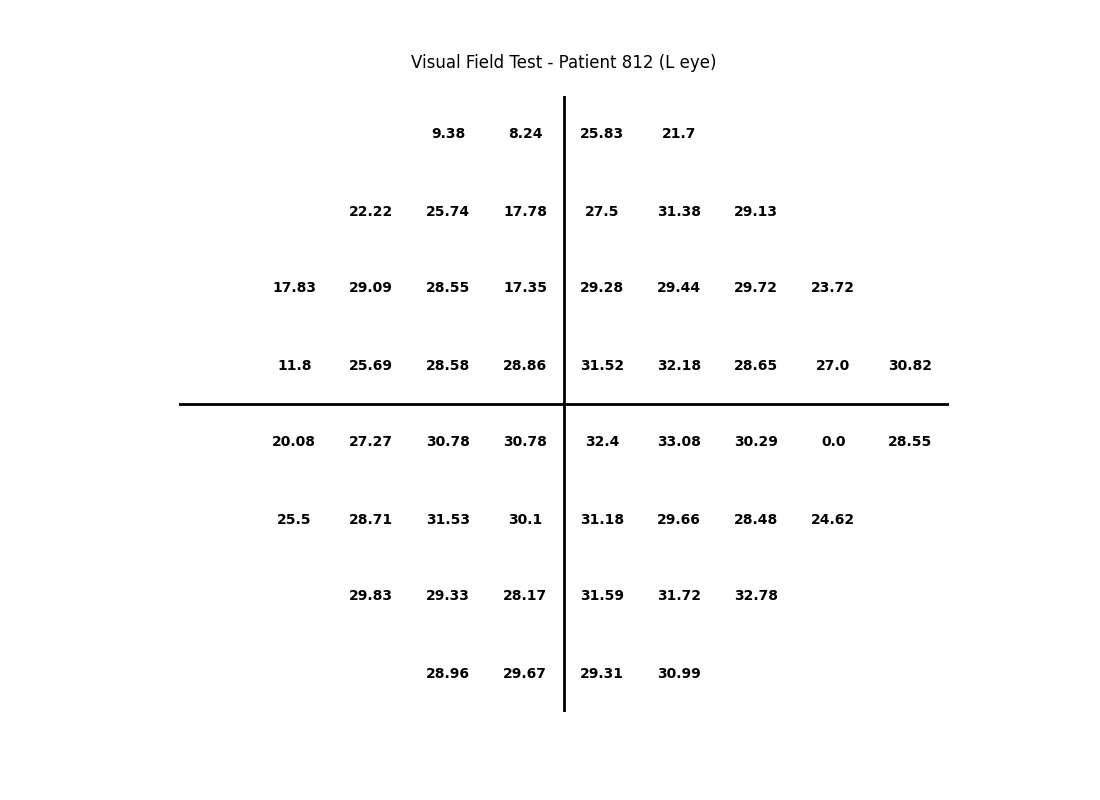 Visual Field Test - Patient 812 (L eye)
9.38 8.24 25.83 21.7
22.22 25.74 17.78 27.5 31.38 29.13
17.83 29.09 28.55 17.35 29.28 29.44 29.72 23.72
11.8 25.69 28.58 28.86 31.52 32.18 28.65 27.0 30.82
20.08 27.27 30.78 30.78 32.4 33.08 30.29 0.0 28.55
25.5 28.71 31.53 30.1 31.18 29.66 28.48 24.62
29.83 29.33 28.17 31.59 31.72 32.78
28.96 29.67 29.31 30.99